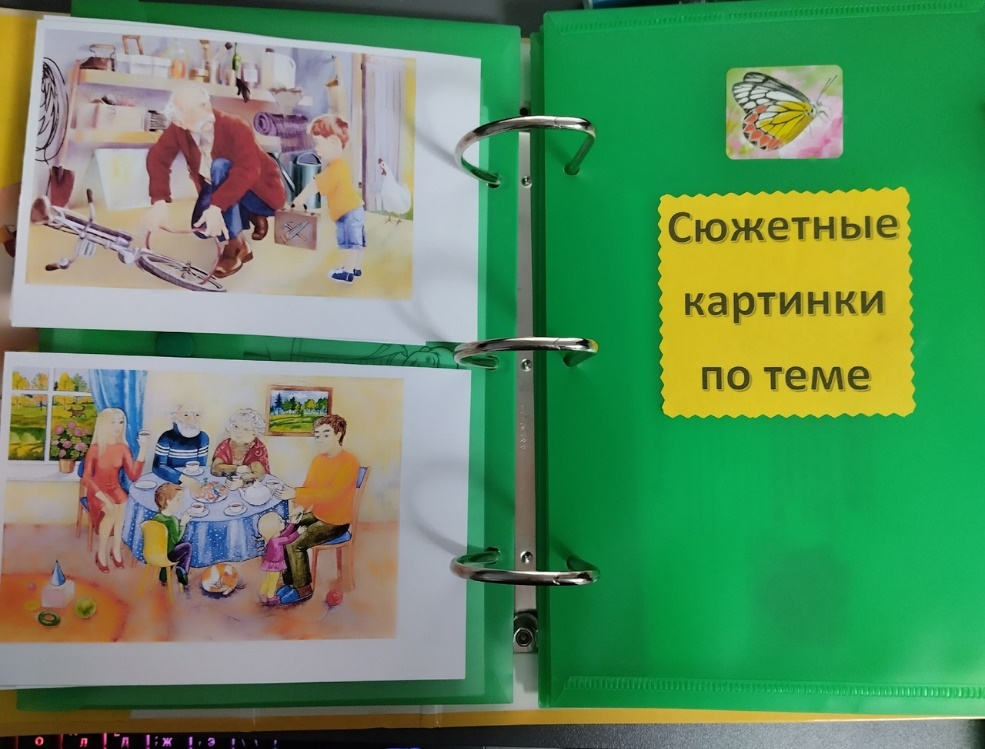 Сюжетные
картинки
по теме
о л д ж э \